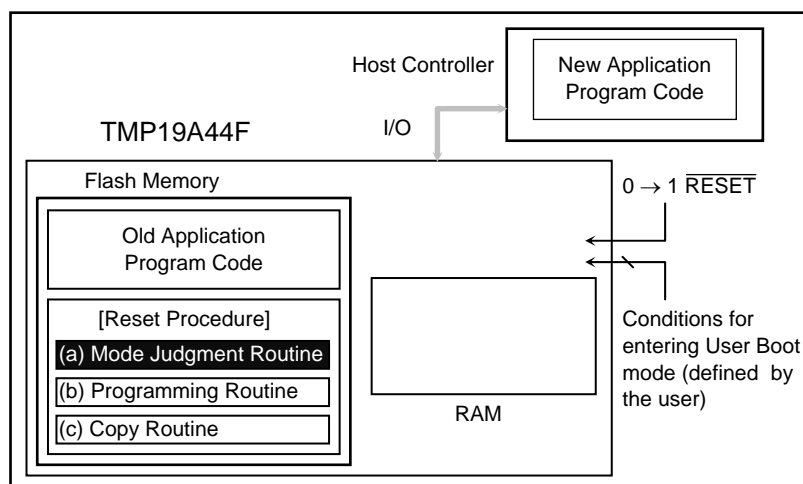 Host Controller
New Application
Program Code
I/O
TMP19A44F
Flash Memory
Old Application
Program Code
[Reset Procedure]
(a) Mode Judgment Routine
(b) Programming Routine
(c) Copy Routine
RAM
0 → 1 RESET
Conditions for
entering User Boot
mode (defined by
the user)